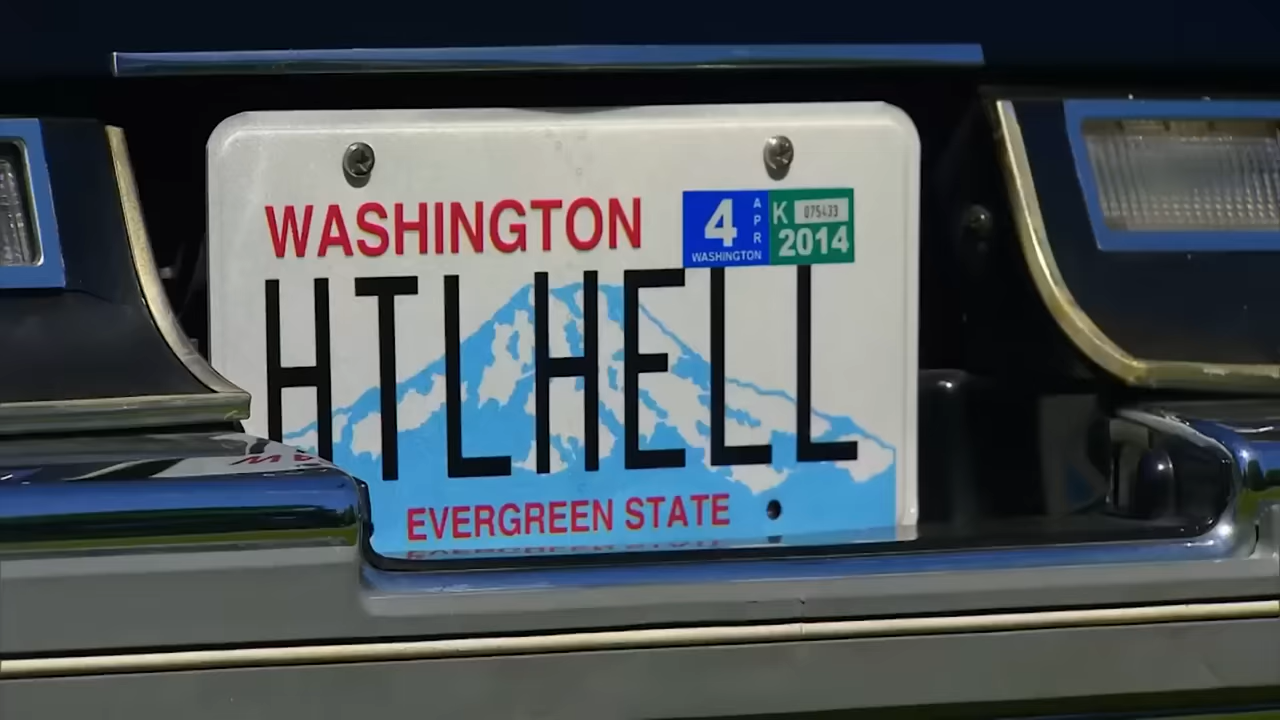 WASHINGTON
4
APR
WASHINGTON
K
075433
2014
HTLHELL
EVERGREEN STATE